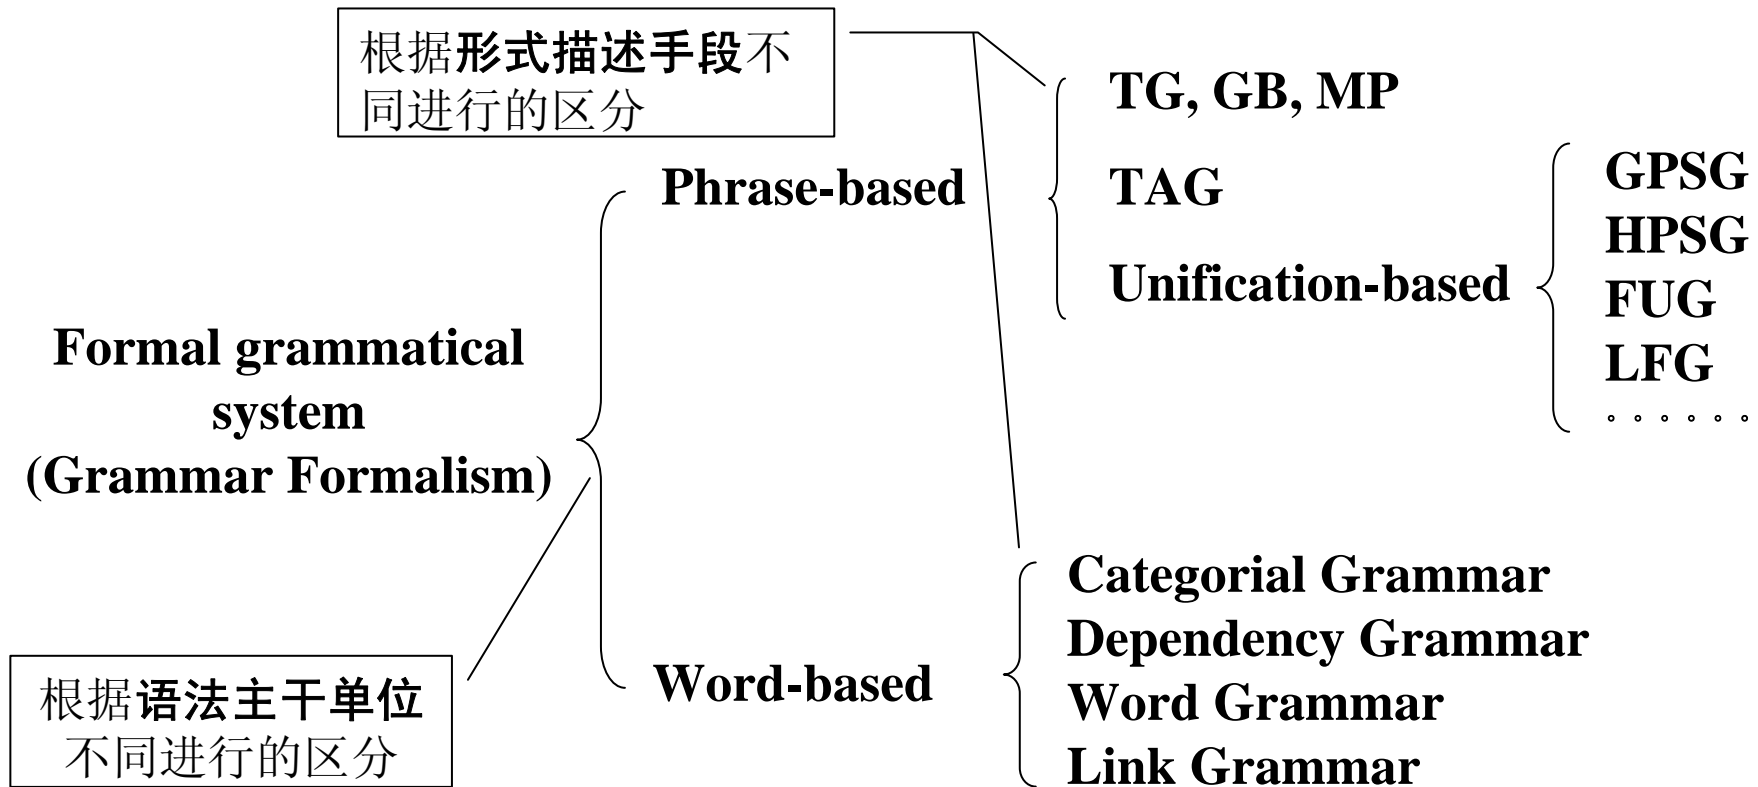 根据形式描述手段不
同进行的区分
TG, GB, MP
Phrase-based
TAG
Unification-based
GPSG
HPSG
FUG
LFG
。。。。。。
Formal grammatical
system
(Grammar Formalism)
根据语法主干单位
不同进行的区分
Word-based
Categorial Grammar
Dependency Grammar
Word Grammar
Link Grammar